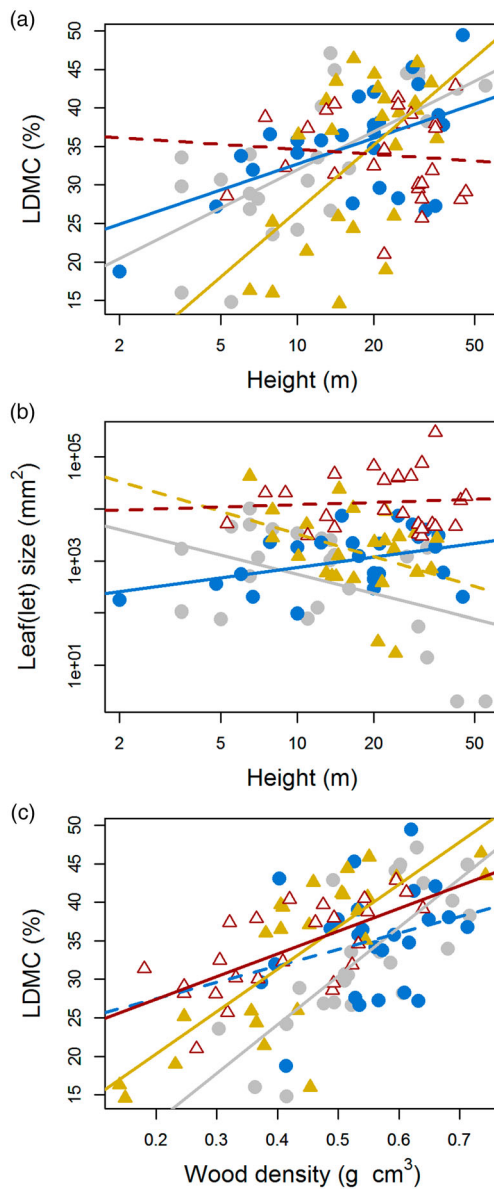 (a)
50
45
40
35
30
25
20
15
LDMC (%)
2 5 10 20 50
Height (m)
(b)
1e+05
1e+03
1e+01
Leaf(let) size (mm²)
2 5 10 20 50
Height (m)
(c)
50
45
40
35
30
25
20
15
LDMC (%)
0.2 0.3 0.4 0.5 0.6 0.7
Wood density (g cm³)